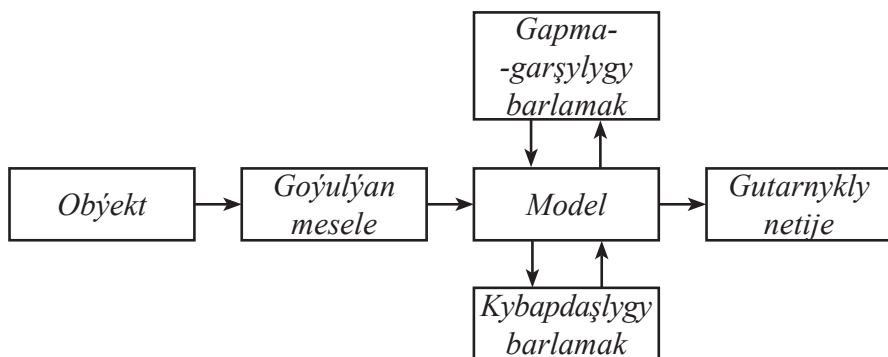 Gapma-
-garşylygy
barlamak
Obýekt
Goýulýan
mesele
Model
Gutarnykly
netije
Kybapdaşlygy
barlamak